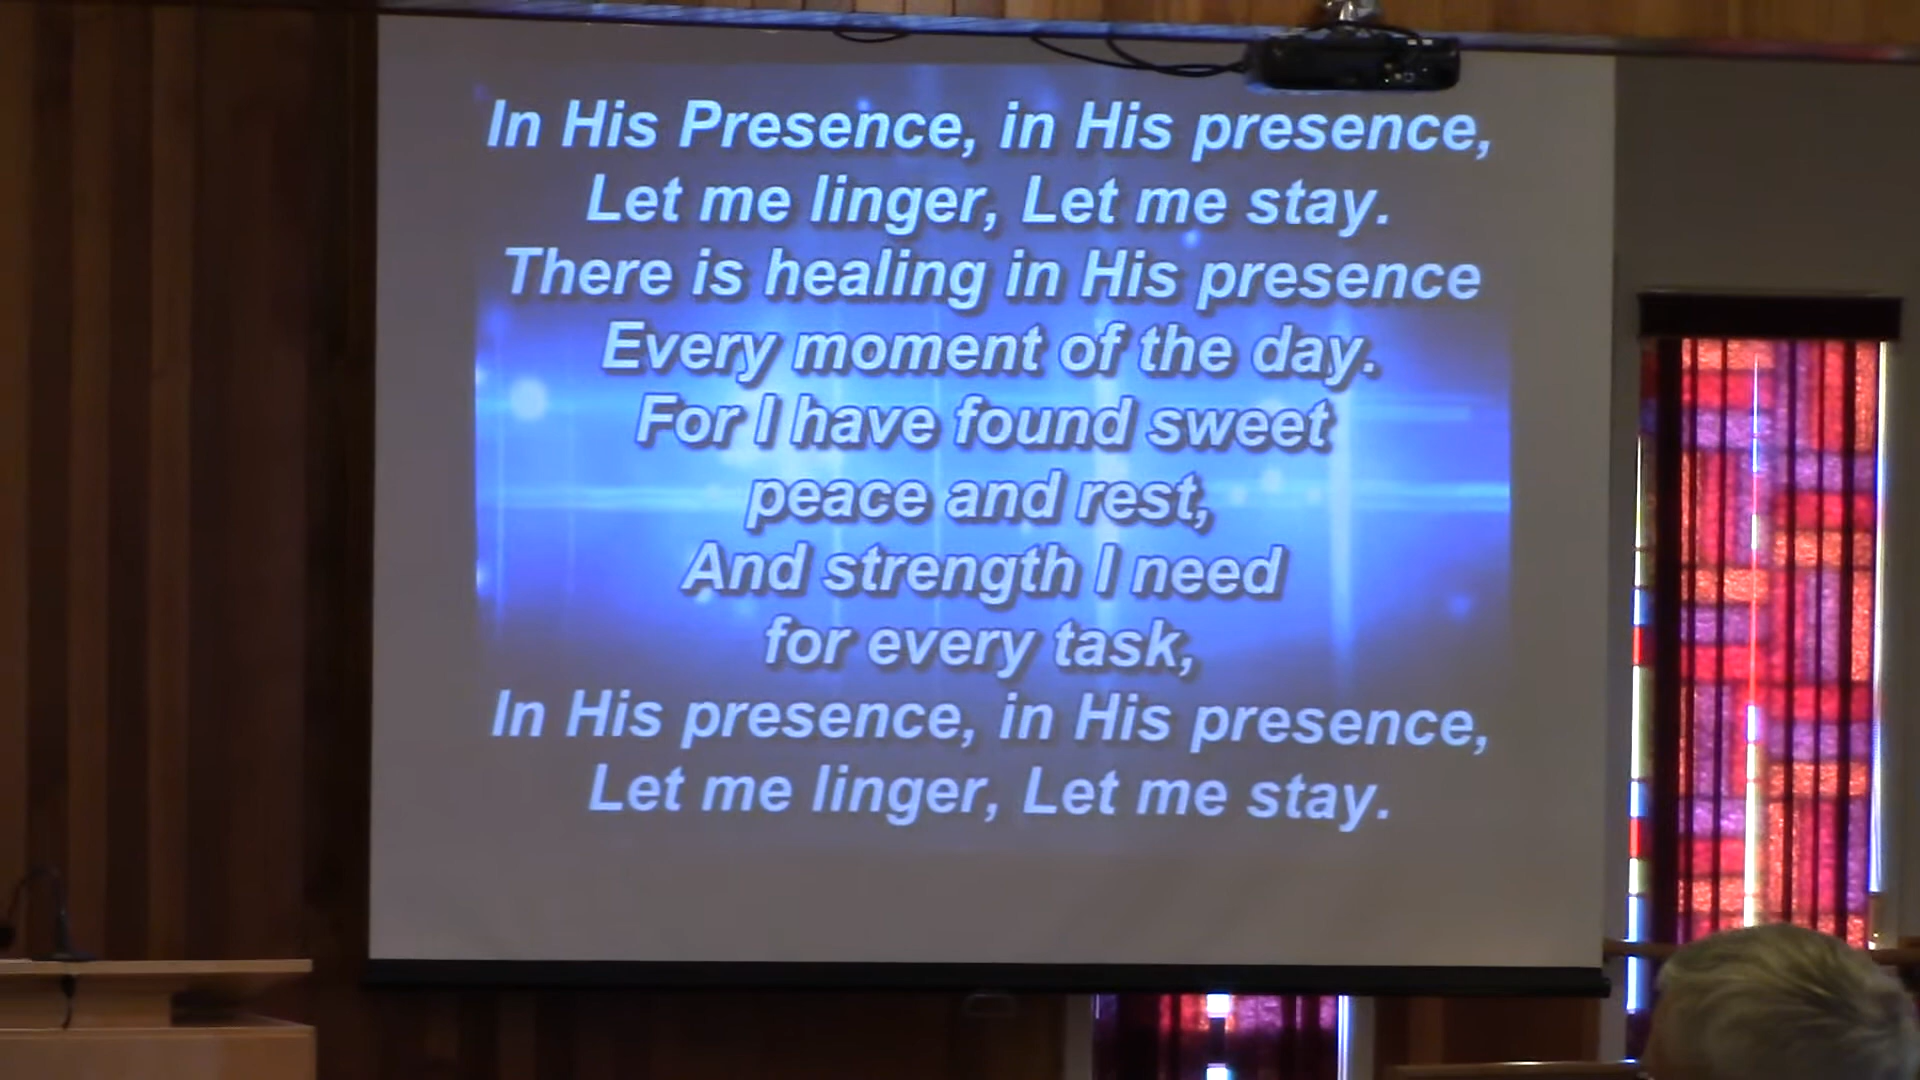 In His Presence, in His presence,
Let me linger, Let me stay.
There is healing in His presence
Every moment of the day.
For I have found sweet
peace and rest,
And strength I need
for every task,
In His presence, in His presence,
Let me linger, Let me stay.